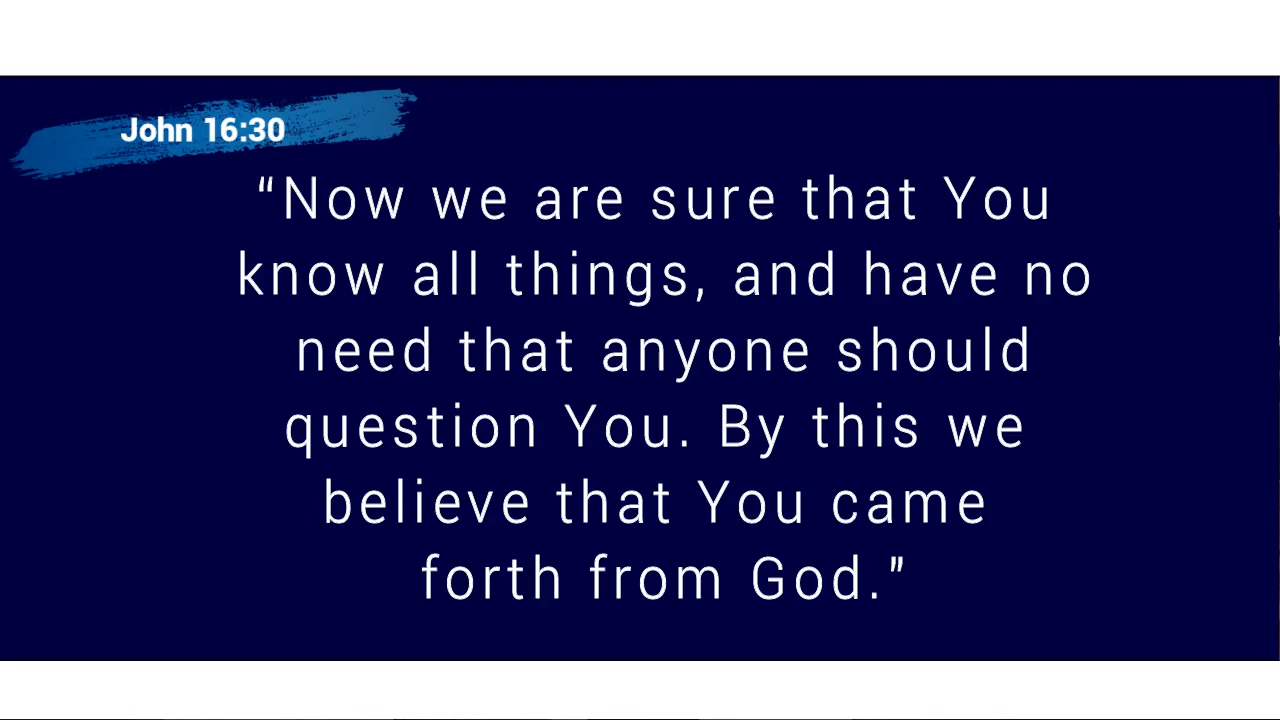 John 16:30
“Now we are sure that You
know all things, and have no
need that anyone should
question You. By this we
believe that You came
forth from God.”